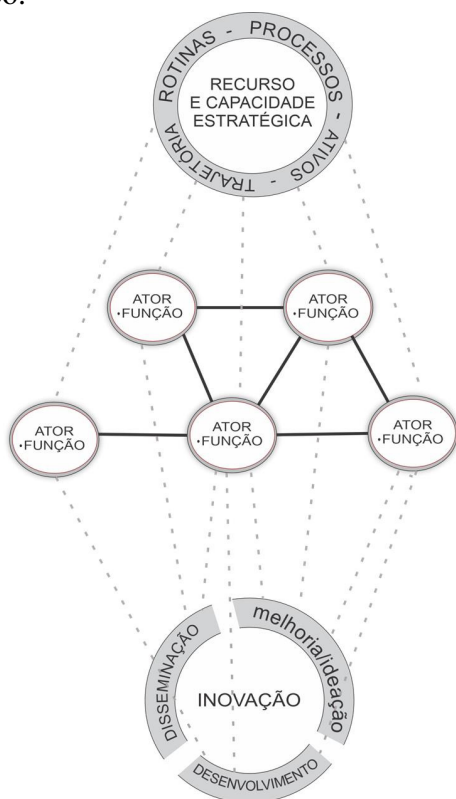 ROTINAS - PROCESSOS - ATIVOS - TRAJETÓRIA
RECURSO
E CAPACIDADE
ESTRATÉGICA
ATOR
·FUNÇÃO
ATOR
·FUNÇÃO
ATOR
·FUNÇÃO
ATOR
·FUNÇÃO
ATOR
·FUNÇÃO
DISSEMINAÇÃO
melhoria/ideação
INOVAÇÃO
DESENVOLVIMENTO